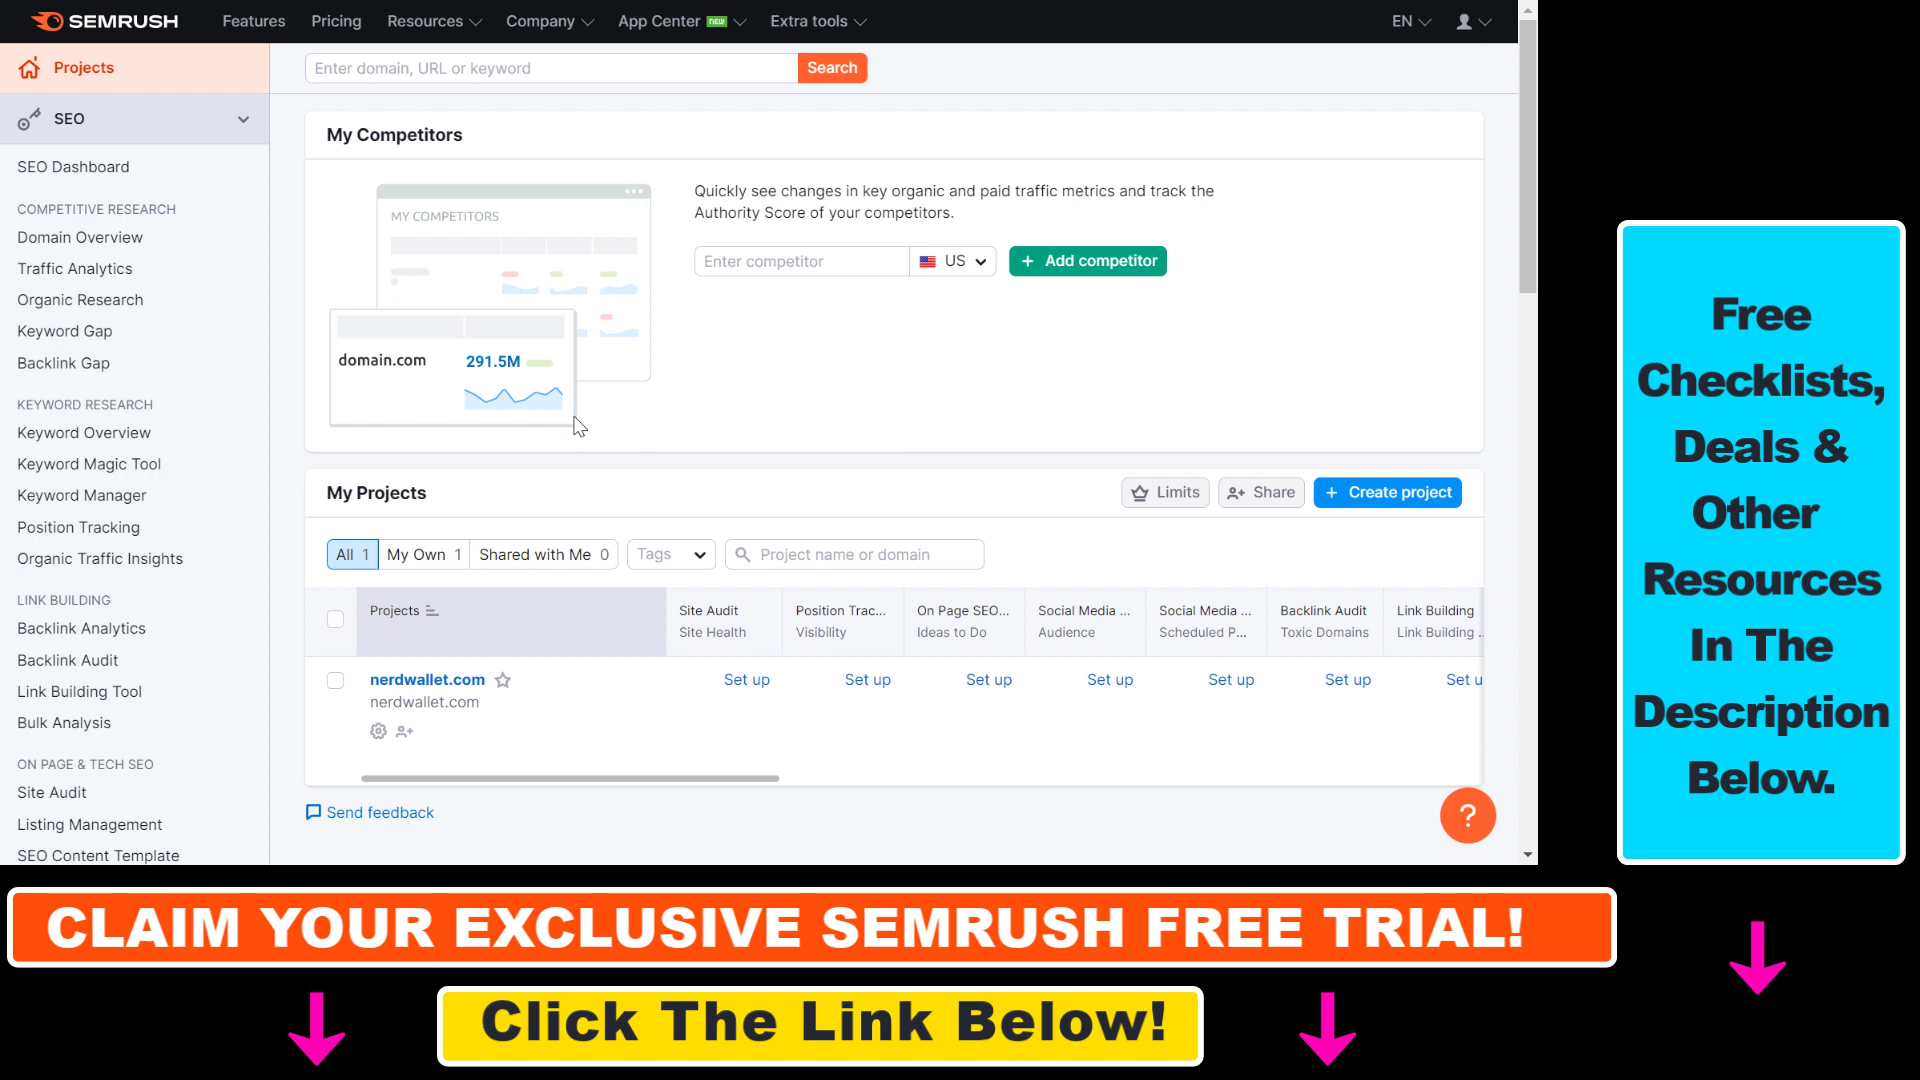 SEMRUSH Features Pricing Resources Company App Center NEW Extra tools EN
Projects
Enter domain, URL or keyword Search
SEO
SEO Dashboard
COMPETITIVE RESEARCH
Domain Overview
Traffic Analytics
Organic Research
Keyword Gap
Backlink Gap
KEYWORD RESEARCH
Keyword Overview
Keyword Magic Tool
Keyword Manager
Position Tracking
Organic Traffic Insights
LINK BUILDING
Backlink Analytics
Backlink Audit
Link Building Tool
Bulk Analysis
ON PAGE & TECH SEO
Site Audit
Listing Management
SEO Content Template
My Competitors
MY COMPETITORS
domain.com 291.5M
Quickly see changes in key organic and paid traffic metrics and track the
Authority Score of your competitors.
Enter competitor US + Add competitor
My Projects Limits Share + Create project
All 1 My Own 1 Shared with Me 0 Tags Project name or domain
Projects Site Audit Position Trac... On Page SEO... Social Media ... Social Media ... Backlink Audit Link Building
Site Health Visibility Ideas to Do Audience Scheduled P... Toxic Domains Link Building ..
nerdwallet.com Set up Set up Set up Set up Set up Set up Set u
nerdwallet.com
Send feedback
?
Free
Checklists,
Deals &
Other
Resources
In The
Description
Below.
CLAIM YOUR EXCLUSIVE SEMRUSH FREE TRIAL!
Click The Link Below!